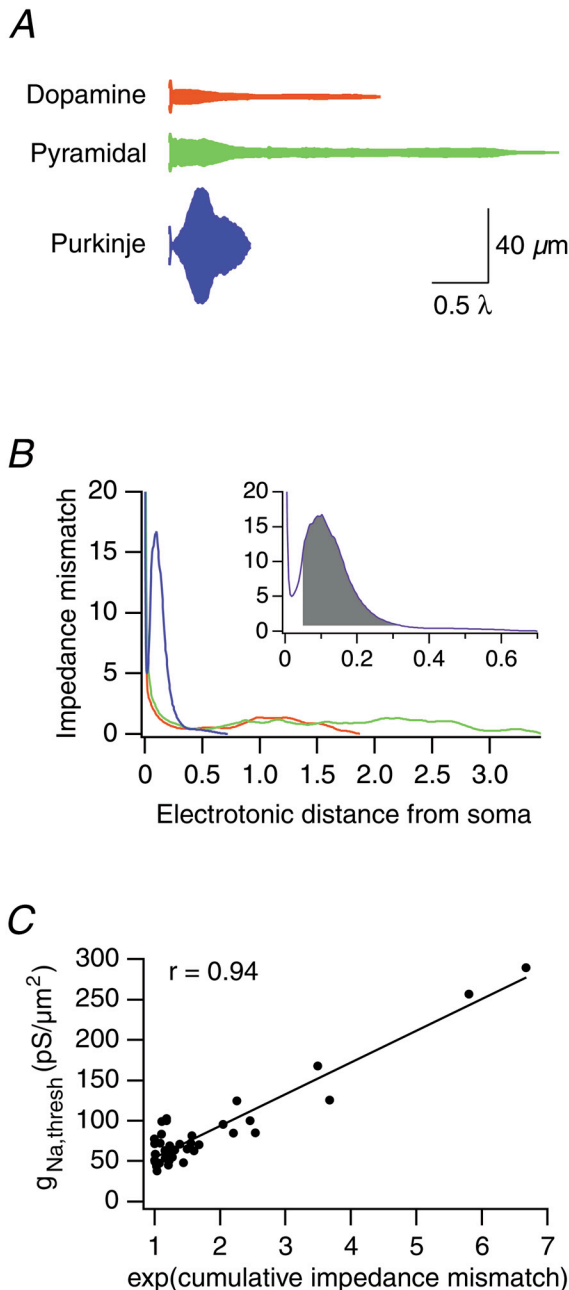 A
Dopamine
Pyramidal
Purkinje
40 µm
0.5 λ
B
Impedance mismatch
20
15
10
5
0
0 0.5 1.0 1.5 2.0 2.5 3.0
Electrotonic distance from soma
20
15
10
5
0
0 0.2 0.4 0.6
C
r = 0.94
gNa,thresh (pS/µm²)
300
250
200
150
100
50
0
1 2 3 4 5 6 7
exp(cumulative impedance mismatch)